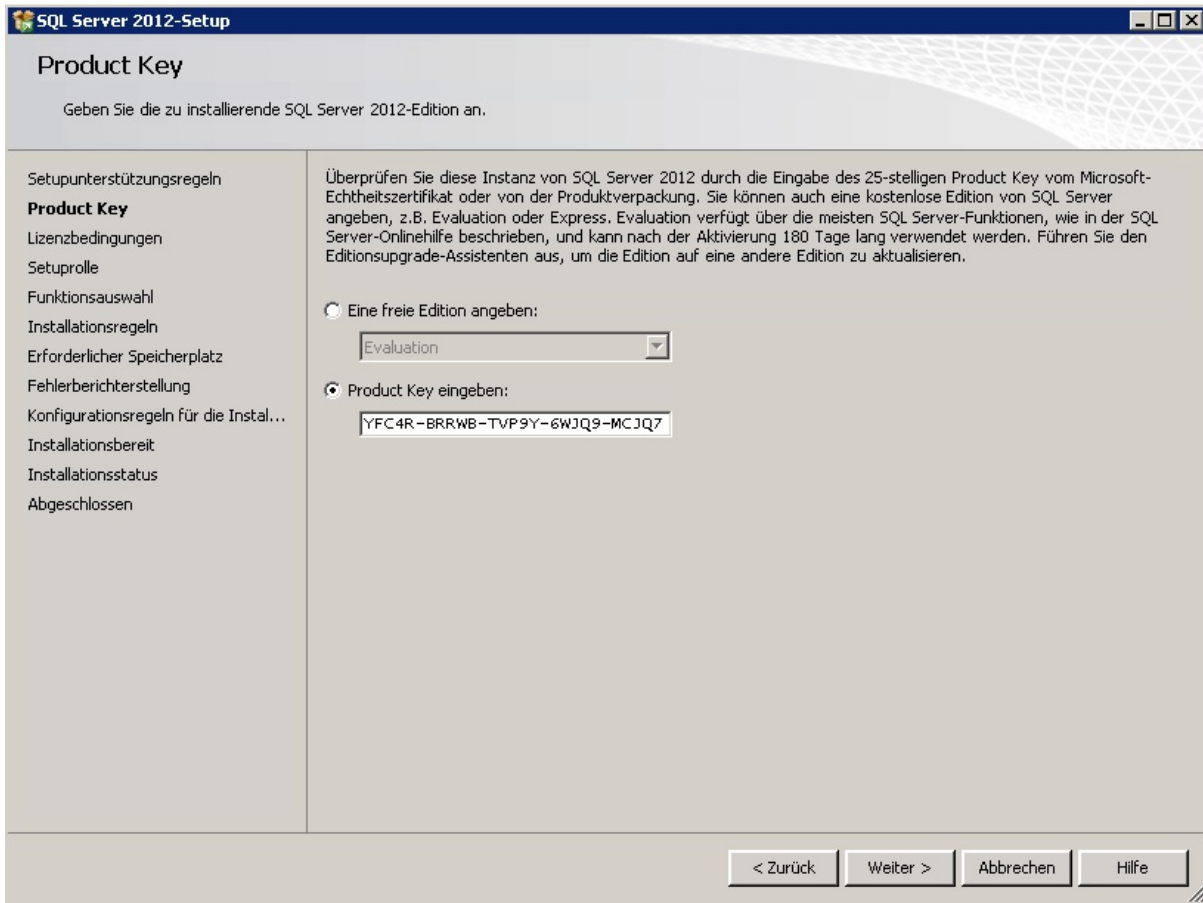 SQL Server 2012-Setup
Product Key
Geben Sie die zu installierende SQL Server 2012-Edition an.
Setupunterstützungsregeln
Product Key
Lizenzbedingungen
Setuprolle
Funktionsauswahl
Installationsregeln
Erforderlicher Speicherplatz
Fehlerberichterstellung
Konfigurationsregeln für die Instal...
Installationsbereit
Installationsstatus
Abgeschlossen
Überprüfen Sie diese Instanz von SQL Server 2012 durch die Eingabe des 25-stelligen Product Key vom Microsoft-
Echtheitszertifikat oder von der Produktverpackung. Sie können auch eine kostenlose Edition von SQL Server
angeben, z.B. Evaluation oder Express. Evaluation verfügt über die meisten SQL Server-Funktionen, wie in der SQL
Server-Onlinehilfe beschrieben, und kann nach der Aktivierung 180 Tage lang verwendet werden. Führen Sie den
Editionsupgrade-Assistenten aus, um die Edition auf eine andere Edition zu aktualisieren.
Eine freie Edition angeben:
Evaluation
Product Key eingeben:
YFC4R-BRRWB-TVP9Y-6WJQ9-MCJQ7
< Zurück
Weiter >
Abbrechen
Hilfe